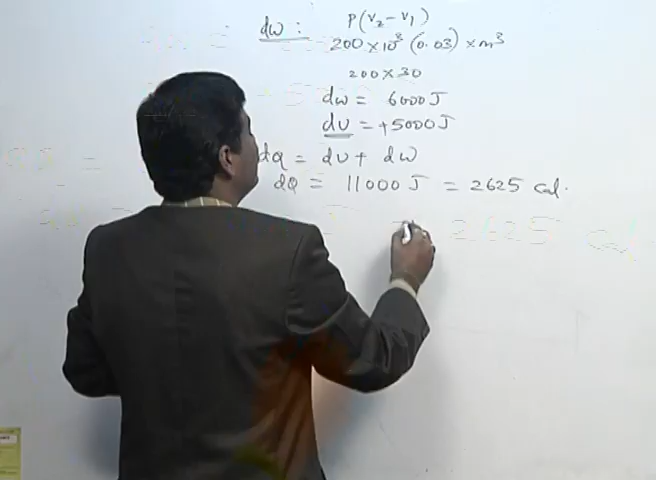 dw : P(V₂ - V₁)
200 × 10³ (0.03) × m³
200 × 30
dw = 6000 J
dU = +5000 J
dQ = dU + dW
dQ = 11000 J = 2625 Cal.